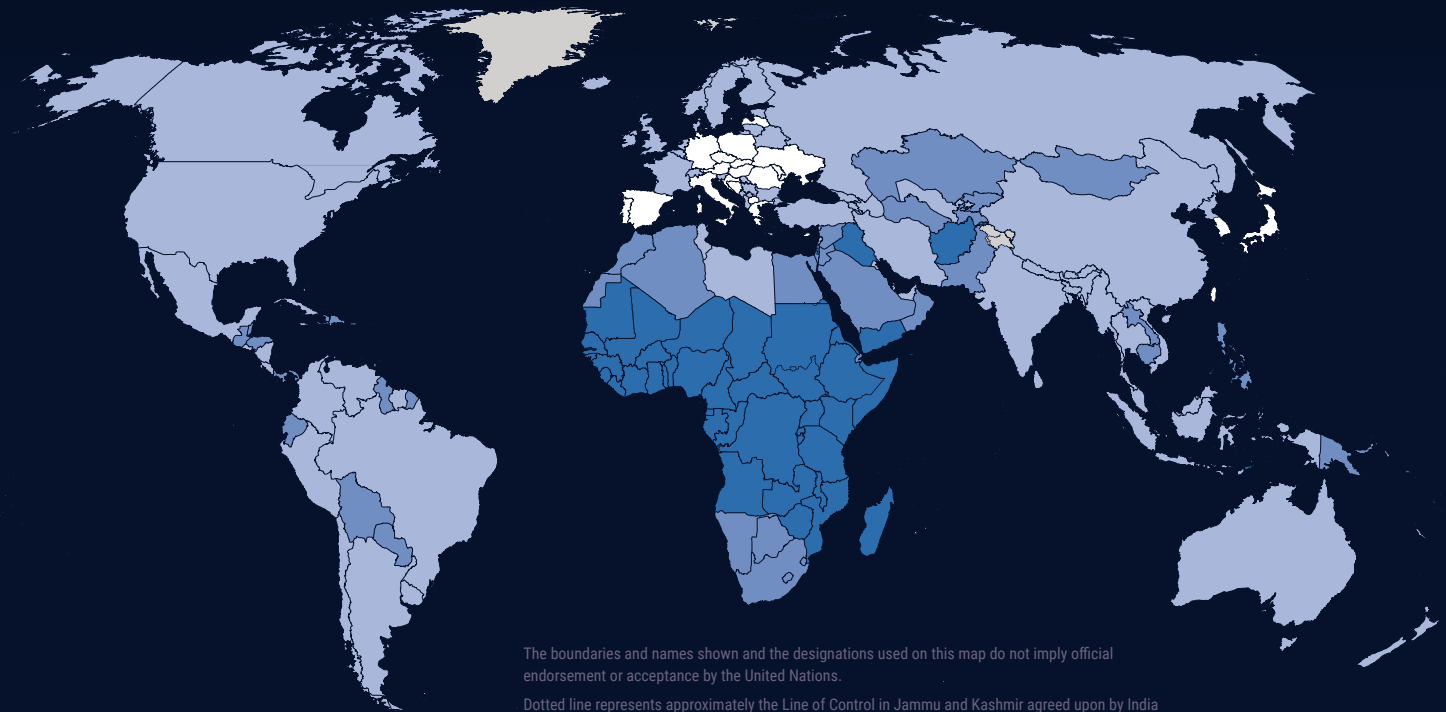 The boundaries and names shown and the designations used on this map do not imply official
endorsement or acceptance by the United Nations.
Dotted line represents approximately the Line of Control in Jammu and Kashmir agreed upon by India